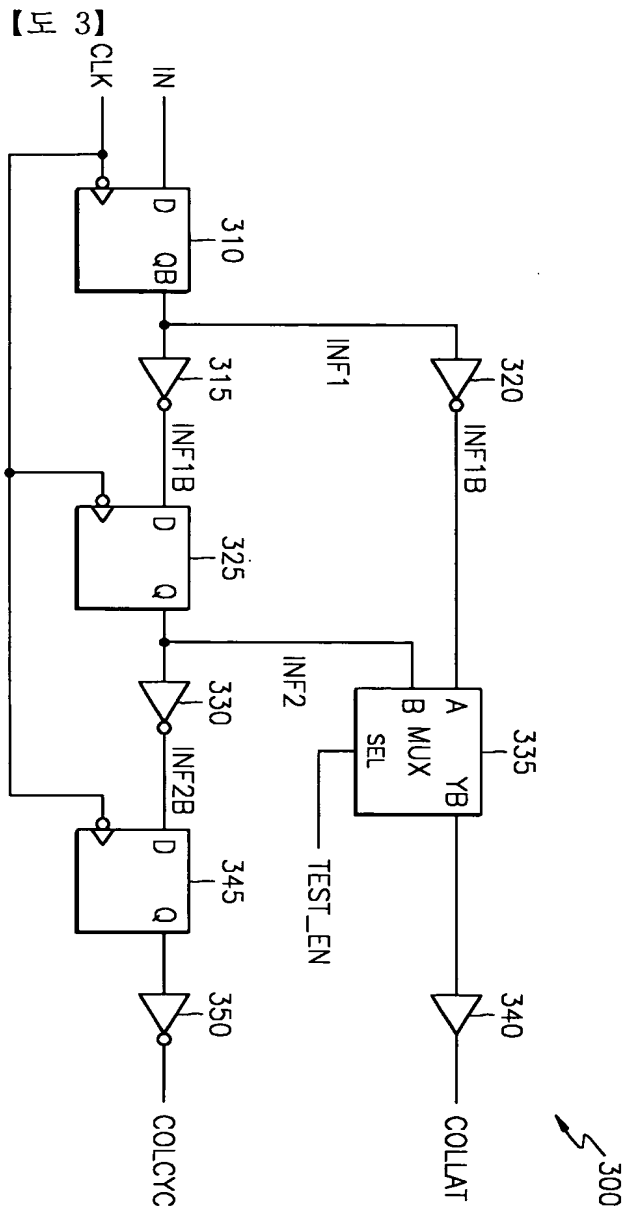 【도 3】
300
IN
CLK
D
QB
310
INF1
315
INF1B
320
INF1B
D
Q
325
INF2
330
INF2B
A
B
MUX
SEL
YB
335
TEST_EN
D
Q
345
340
350
COLLAT
COLCYC